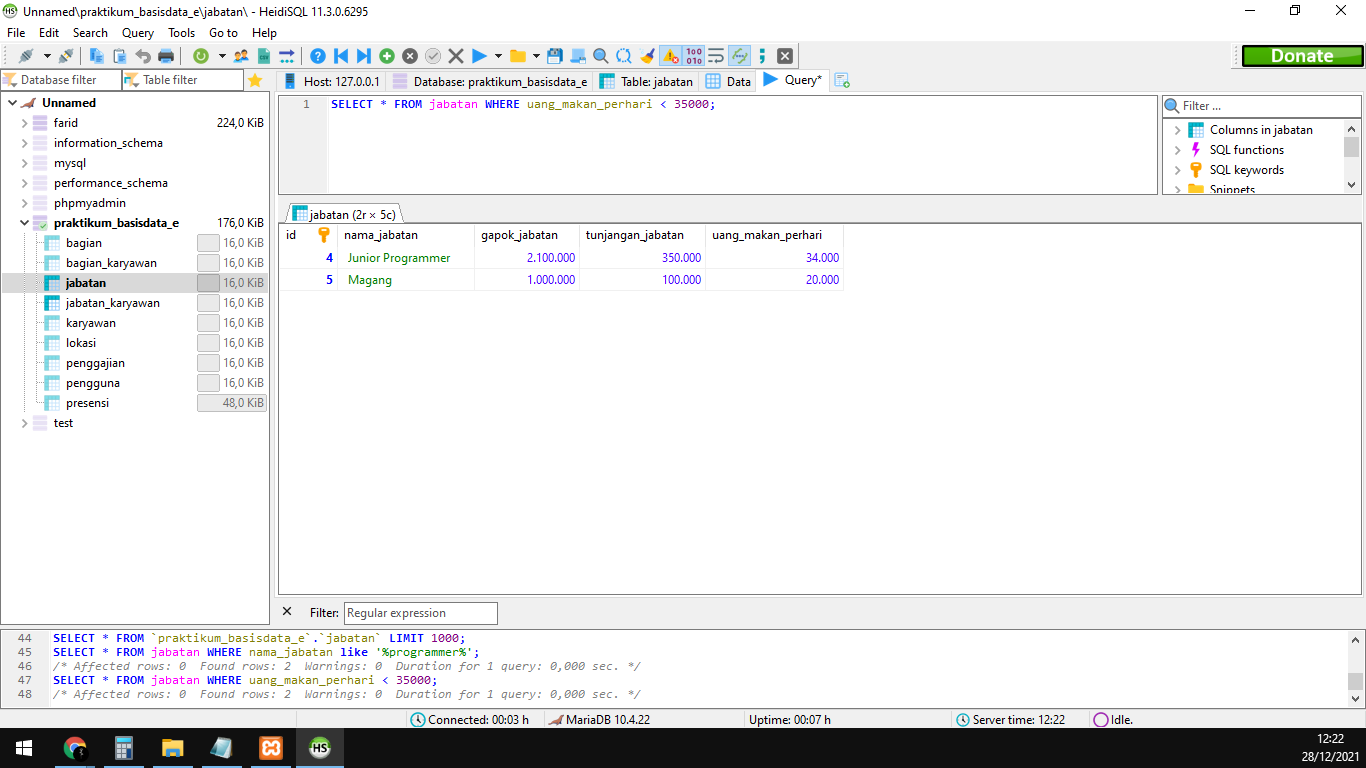 Unnamed\praktikum_basisdata_e\jabatan\ - HeidiSQL 11.3.0.6295
File Edit Search Query Tools Go to Help
Donate
Database filter
Table filter
Host: 127.0.0.1
Database: praktikum_basisdata_e
Table: jabatan
Data
Query*
Unnamed
farid 224,0 KiB
information_schema
mysql
performance_schema
phpmyadmin
praktikum_basisdata_e 176,0 KiB
bagian 16,0 KiB
bagian_karyawan 16,0 KiB
jabatan 16,0 KiB
jabatan_karyawan 16,0 KiB
karyawan 16,0 KiB
lokasi 16,0 KiB
penggajian 16,0 KiB
pengguna 16,0 KiB
presensi 48,0 KiB
test
1 SELECT * FROM jabatan WHERE uang_makan_perhari < 35000;
Filter ...
Columns in jabatan
SQL functions
SQL keywords
Snippets
jabatan (2r × 5c)
id nama_jabatan gapok_jabatan tunjangan_jabatan uang_makan_perhari
4 Junior Programmer 2.100.000 350.000 34.000
5 Magang 1.000.000 100.000 20.000
Filter: Regular expression
44 SELECT * FROM `praktikum_basisdata_e`.`jabatan` LIMIT 1000;
45 SELECT * FROM jabatan WHERE nama_jabatan like '%programmer%';
46 /* Affected rows: 0 Found rows: 2 Warnings: 0 Duration for 1 query: 0,000 sec. */
47 SELECT * FROM jabatan WHERE uang_makan_perhari < 35000;
48 /* Affected rows: 0 Found rows: 2 Warnings: 0 Duration for 1 query: 0,000 sec. */
Connected: 00:03 h
MariaDB 10.4.22
Uptime: 00:07 h
Server time: 12:22
Idle.
HS
12:22
28/12/2021